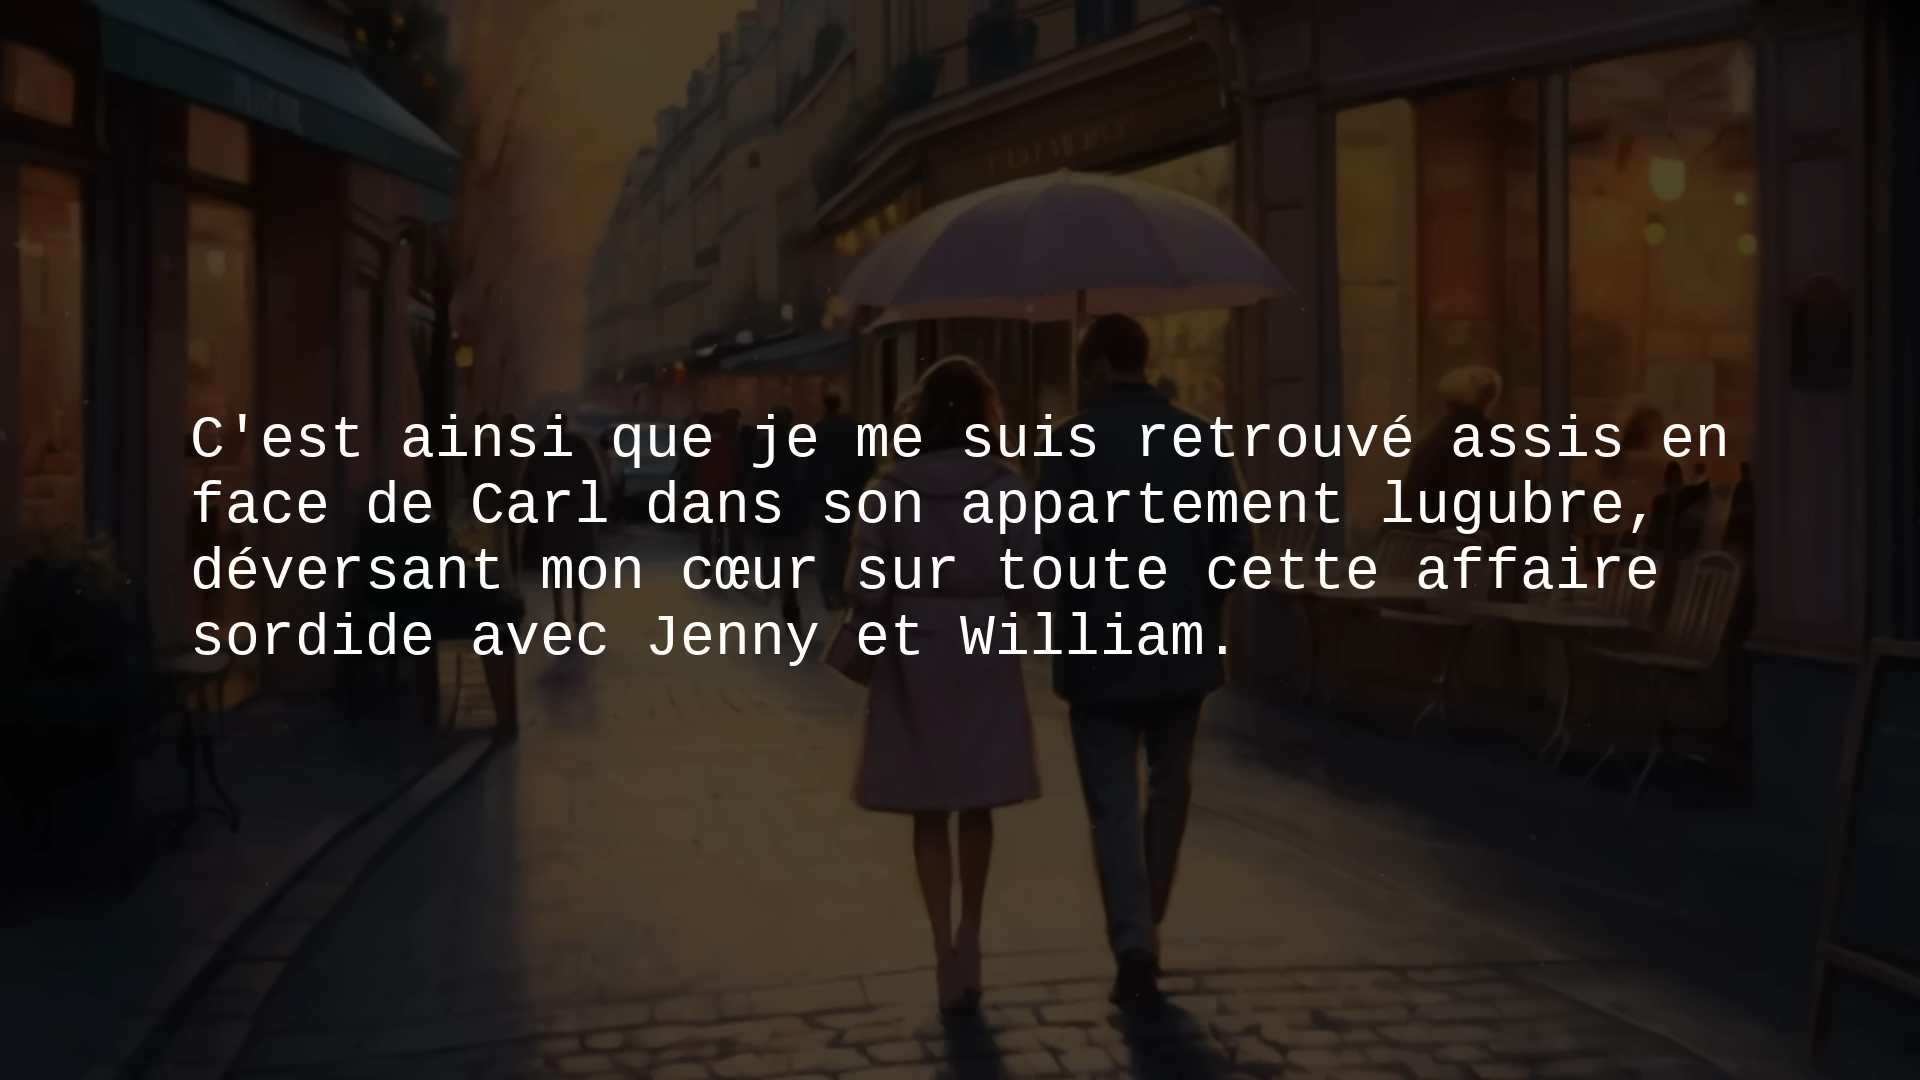 C'est ainsi que je me suis retrouvé assis en
face de Carl dans son appartement lugubre,
déversant mon cœur sur toute cette affaire
sordide avec Jenny et William.